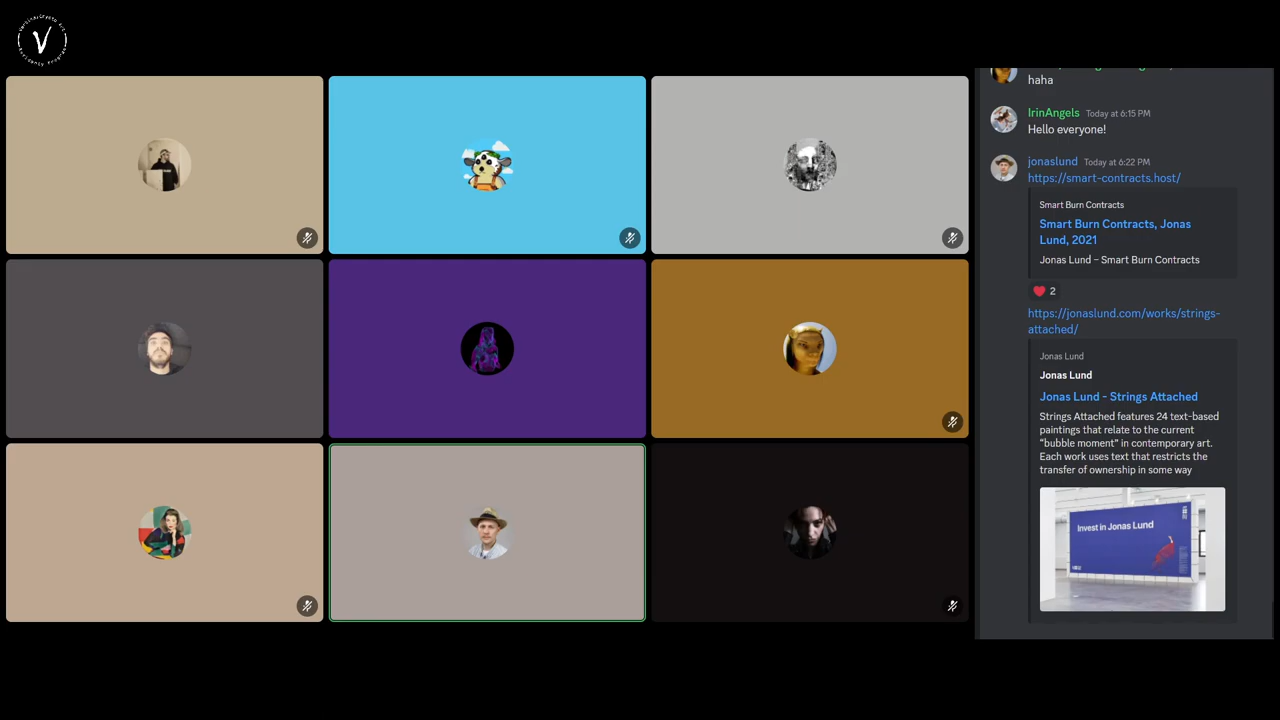 V
haha
IrinAngels Today at 6:15 PM
Hello everyone!
jonaslund Today at 6:22 PM
https://smart-contracts.host/
Smart Burn Contracts
Smart Burn Contracts, Jonas
Lund, 2021
Jonas Lund – Smart Burn Contracts
2
https://jonaslund.com/works/strings-
attached/
Jonas Lund
Jonas Lund
Jonas Lund - Strings Attached
Strings Attached features 24 text-based
paintings that relate to the current
“bubble moment” in contemporary art.
Each work uses text that restricts the
transfer of ownership in some way
Invest in Jonas Lund